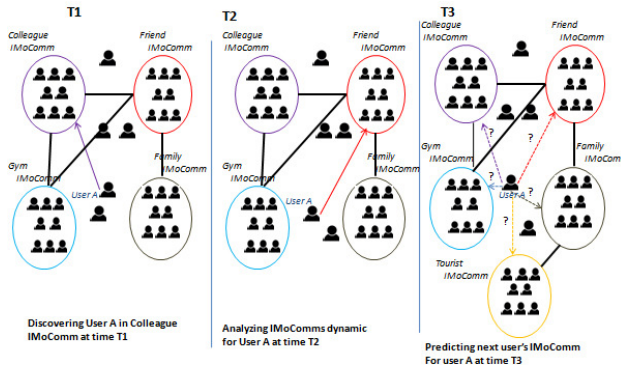 T1
Colleague
IMoComm
Friend
IMoComm
Gym
IMoComm
Family
IMoComm
User A
Discovering User A in Colleague
IMoComm at time T1
T2
Colleague
IMoComm
Friend
IMoComm
Gym
IMoComm
Family
IMoComm
User A
Analyzing IMoComms dynamic
for User A at time T2
T3
Colleague
IMoComm
Friend
IMoComm
?
?
Gym
IMoComm
Family
IMoCom
?
User A
?
?
Tourist
IMoComm
Predicting next user's IMoComm
For user A at time T3